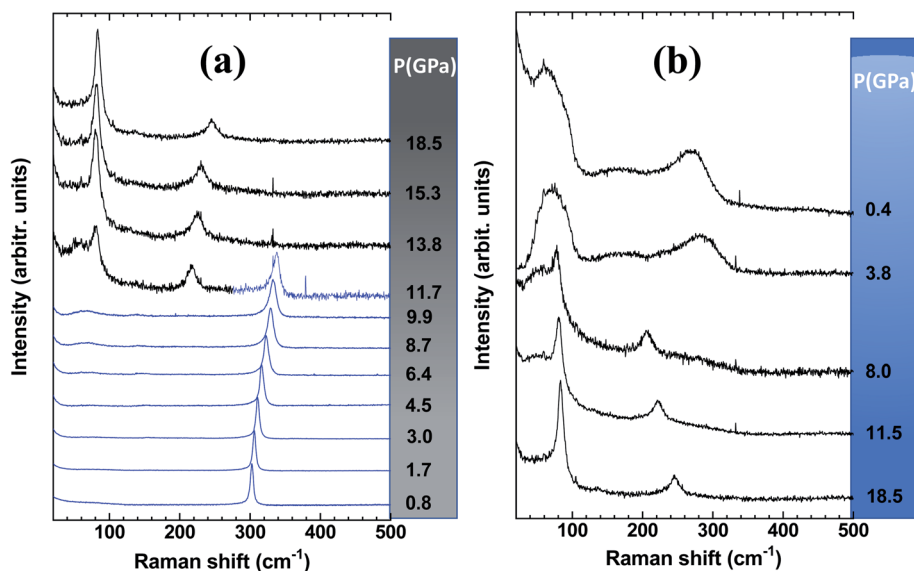 (a)
P(GPa)
18.5
15.3
13.8
11.7
9.9
8.7
6.4
4.5
3.0
1.7
0.8
Intensity (arbitr. units)
100 200 300 400 500
Raman shift (cm-1)
(b)
P(GPa)
0.4
3.8
8.0
11.5
18.5
Intensity (arbit. units)
100 200 300 400 500
Raman shift (cm-1)